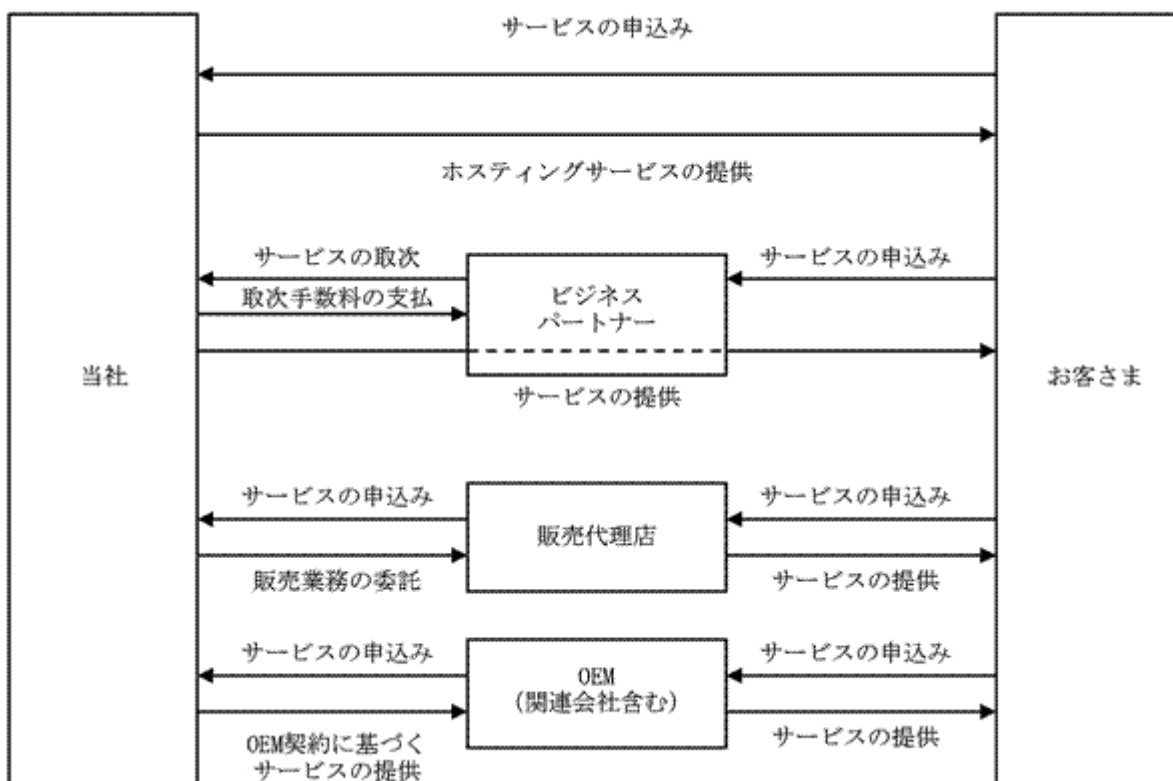 サービスの申込み
ホスティングサービスの提供
サービスの取次
サービスの申込み
取次手数料の支払
ビジネス
パートナー
当社
お客さま
サービスの提供
サービスの申込み
サービスの申込み
販売代理店
販売業務の委託
サービスの提供
サービスの申込み
サービスの申込み
OEM
(関連会社含む)
OEM契約に基づく
サービスの提供
サービスの提供